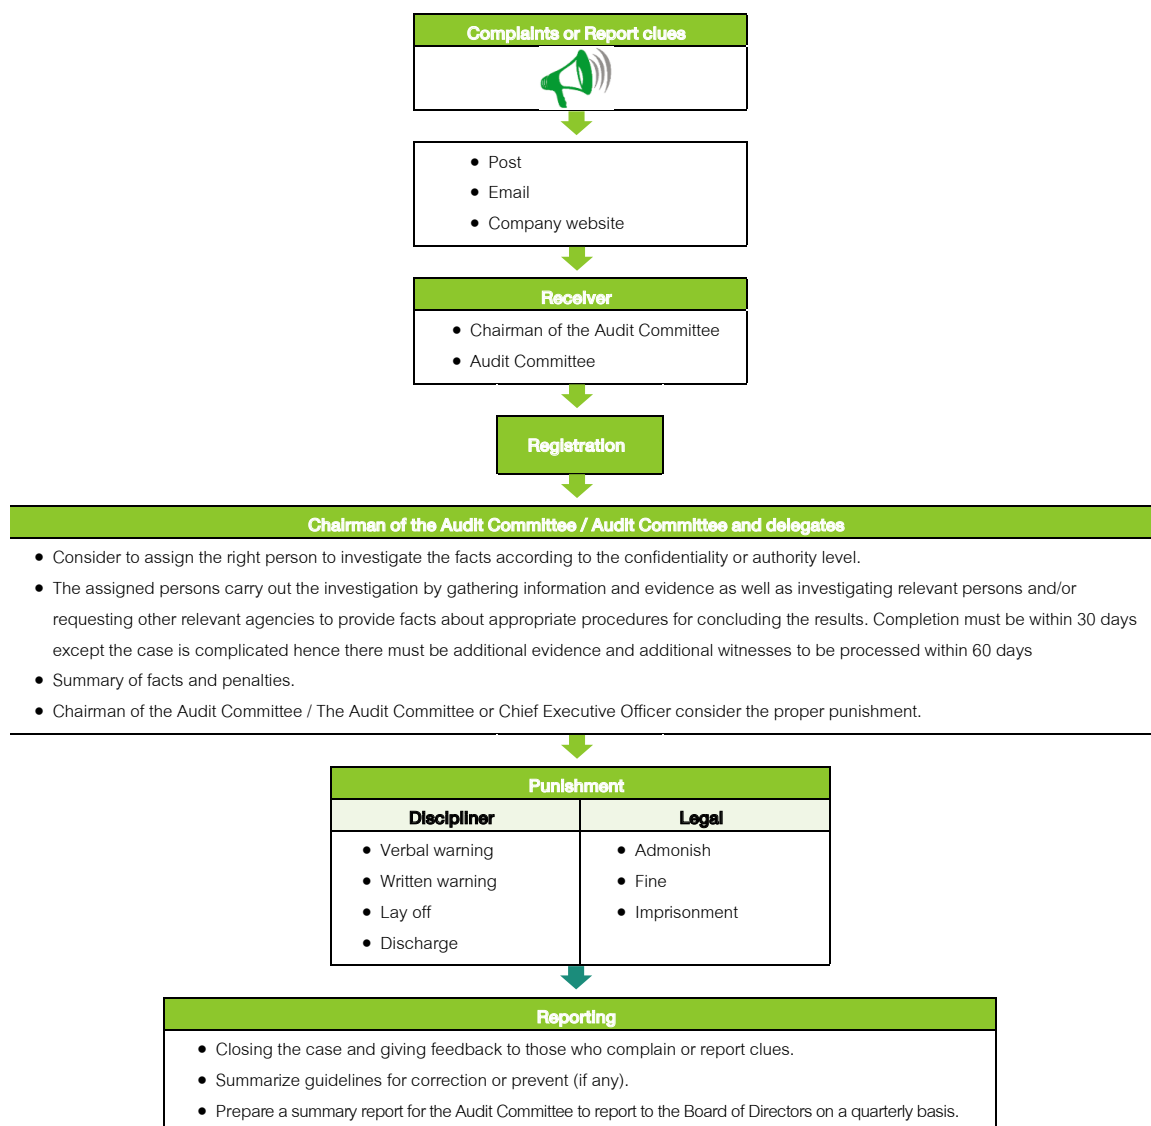 Complaints or Report clues
● Post
● Email
● Company website
Receiver
● Chairman of the Audit Committee
● Audit Committee
Registration
Chairman of the Audit Committee / Audit Committee and delegates
● Consider to assign the right person to investigate the facts according to the confidentiality or authority level.
● The assigned persons carry out the investigation by gathering information and evidence as well as investigating relevant persons and/or
requesting other relevant agencies to provide facts about appropriate procedures for concluding the results. Completion must be within 30 days
except the case is complicated hence there must be additional evidence and additional witnesses to be processed within 60 days
● Summary of facts and penalties.
● Chairman of the Audit Committee / The Audit Committee or Chief Executive Officer consider the proper punishment.
Punishment
Discipliner
● Verbal warning
● Written warning
● Lay off
● Discharge
Legal
● Admonish
● Fine
● Imprisonment
Reporting
● Closing the case and giving feedback to those who complain or report clues.
● Summarize guidelines for correction or prevent (if any).
● Prepare a summary report for the Audit Committee to report to the Board of Directors on a quarterly basis.